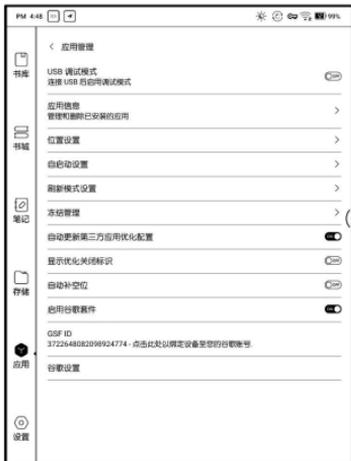 PM 4:48
99%
书库
书城
笔记
存储
应用
设置
应用管理
USB 调试模式
连接 USB 后启用调试模式
OFF
应用信息
管理和删除已安装的应用
位置设置
自启动设置
刷新模式设置
冻结管理
自动更新第三方应用优化配置
ON
显示优化关闭标识
OFF
自动补空位
OFF
启用谷歌套件
ON
GSF ID
3722648082098924774 - 点击此处以绑定设备至您的谷歌账号.
谷歌设置